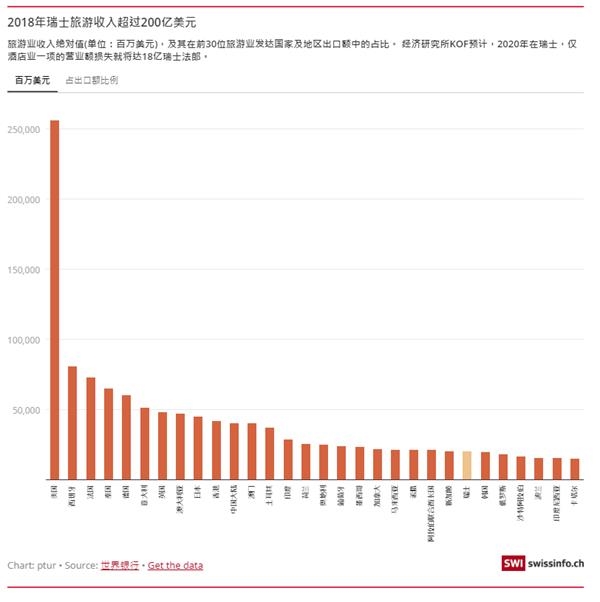 2018年瑞士旅游收入超过200亿美元
旅游业收入绝对值(单位：百万美元)，及其在前30位旅游业发达国家及地区出口额中的占比。 经济研究所KOF预计，2020年在瑞士，仅
酒店业一项的营业额损失就将达18亿瑞士法郎。
百万美元 占出口额比例
250,000
200,000
150,000
100,000
50,000
美国
西班牙
法国
泰国
德国
意大利
英国
澳大利亚
日本
香港
中国大陆
澳门
土耳其
印度
荷兰
奥地利
葡萄牙
墨西哥
加拿大
马来西亚
希腊
阿拉伯联合酋长国
新加坡
瑞士
韩国
俄罗斯
沙特阿拉伯
波兰
印度尼西亚
卡塔尔
Chart: ptur • Source: 世界银行 • Get the data
SWI swissinfo.ch